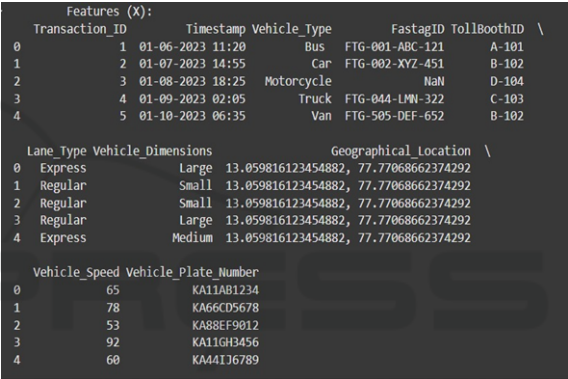 Features (X):
Transaction_ID Timestamp Vehicle_Type FastagID TollBoothID \
0 1 01-06-2023 11:20 Bus FTG-001-ABC-121 A-101
1 2 01-07-2023 14:55 Car FTG-002-XYZ-451 B-102
2 3 01-08-2023 18:25 Motorcycle NaN D-104
3 4 01-09-2023 02:05 Truck FTG-044-LMN-322 C-103
4 5 01-10-2023 06:35 Van FTG-505-DEF-652 B-102
Lane_Type Vehicle_Dimensions Geographical_Location \
0 Express Large 13.059816123454882, 77.77068662374292
1 Regular Small 13.059816123454882, 77.77068662374292
2 Regular Small 13.059816123454882, 77.77068662374292
3 Regular Large 13.059816123454882, 77.77068662374292
4 Express Medium 13.059816123454882, 77.77068662374292
Vehicle_Speed Vehicle_Plate_Number
0 65 KA11AB1234
1 78 KA66CD5678
2 53 KA88EF9012
3 92 KA11GH3456
4 60 KA44IJ6789